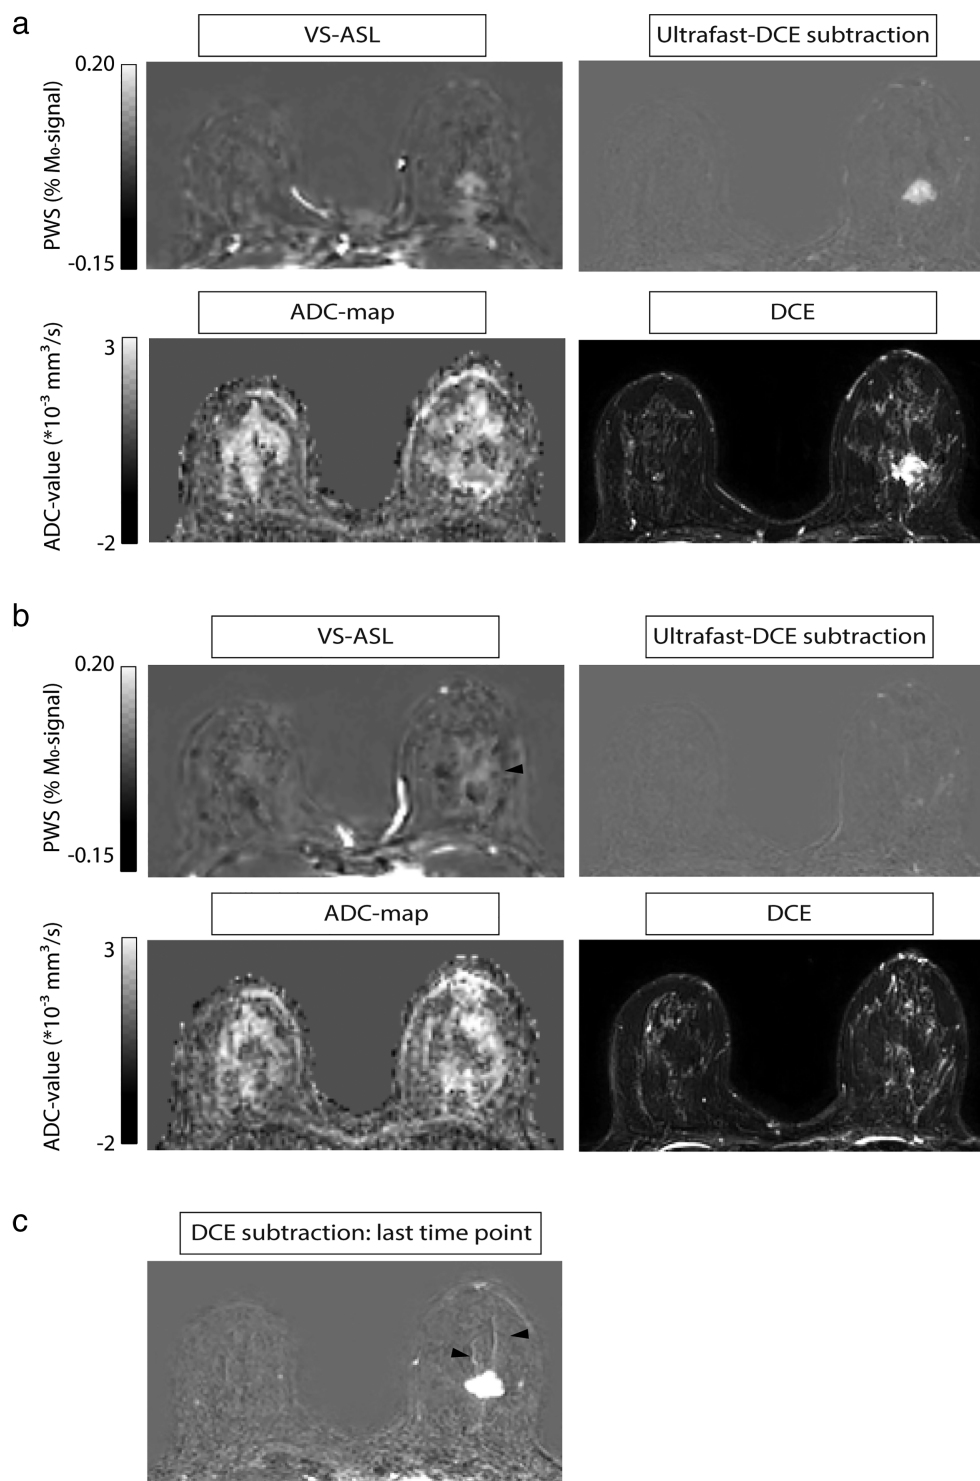 a
VS-ASL
Ultrafast-DCE subtraction
0.20
PWS (% M₀-signal)
-0.15
ADC-map
DCE
3
ADC-value (*10⁻³ mm³/s)
-2
b
VS-ASL
Ultrafast-DCE subtraction
0.20
PWS (% M₀-signal)
-0.15
ADC-map
DCE
3
ADC-value (*10⁻³ mm³/s)
-2
c
DCE subtraction: last time point